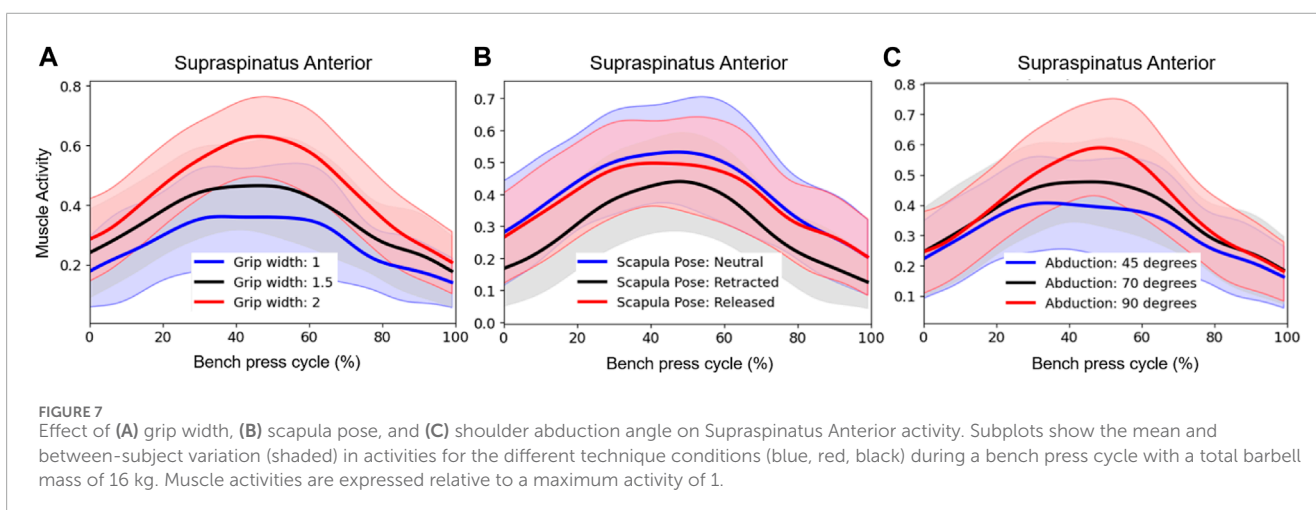 A
Supraspinatus Anterior
Muscle Activity
0.8
0.6
0.4
0.2
Grip width: 1
Grip width: 1.5
Grip width: 2
0 20 40 60 80 100
Bench press cycle (%)
B
Supraspinatus Anterior
0.7
0.6
0.5
0.4
0.3
0.2
0.1
0.0
Scapula Pose: Neutral
Scapula Pose: Retracted
Scapula Pose: Released
0 20 40 60 80 100
Bench press cycle (%)
C
Supraspinatus Anterior
0.8
0.7
0.6
0.5
0.4
0.3
0.2
0.1
Abduction: 45 degrees
Abduction: 70 degrees
Abduction: 90 degrees
0 20 40 60 80 100
Bench press cycle (%)
FIGURE 7
Effect of (A) grip width, (B) scapula pose, and (C) shoulder abduction angle on Supraspinatus Anterior activity. Subplots show the mean and
between-subject variation (shaded) in activities for the different technique conditions (blue, red, black) during a bench press cycle with a total barbell
mass of 16 kg. Muscle activities are expressed relative to a maximum activity of 1.